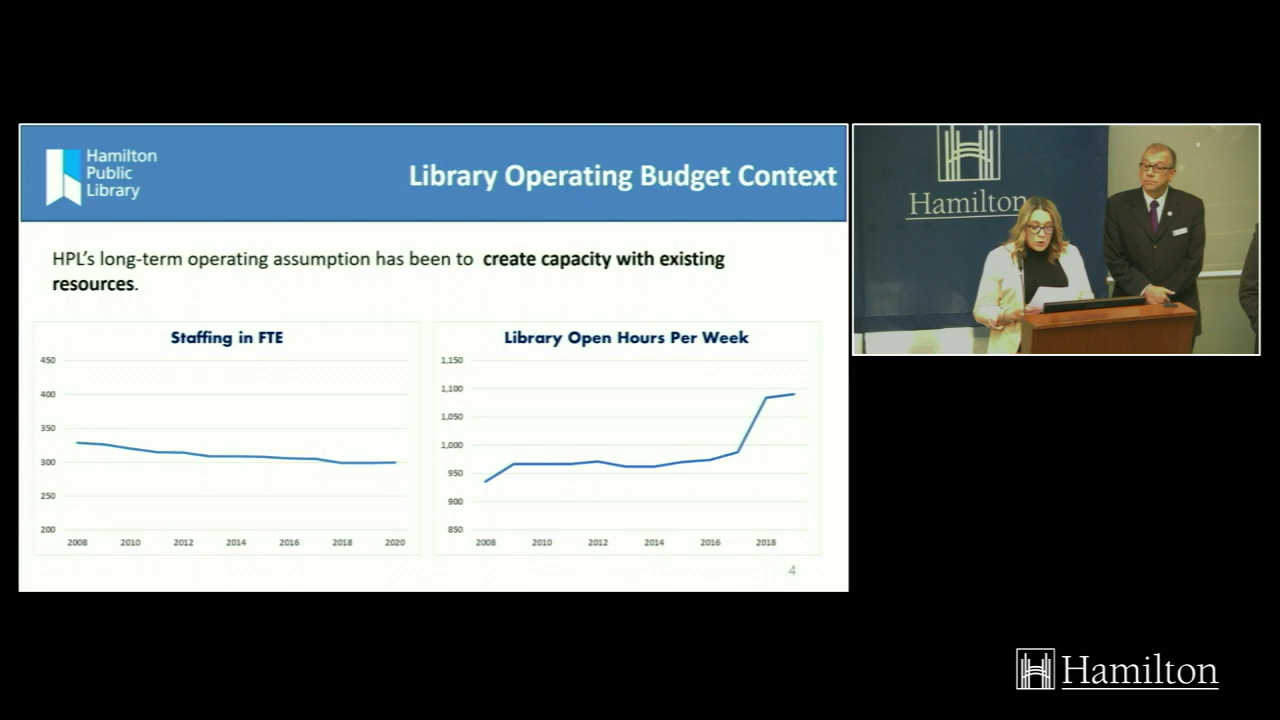 Hamilton
Public
Library
Library Operating Budget Context
HPL's long-term operating assumption has been to create capacity with existing
resources.
Staffing in FTE
450
400
350
300
250
200
2008 2010 2012 2014 2016 2018 2020
Library Open Hours Per Week
1,150
1,100
1,050
1,000
950
900
850
2008 2010 2012 2014 2016 2018
4
Hamilton
Hamilton